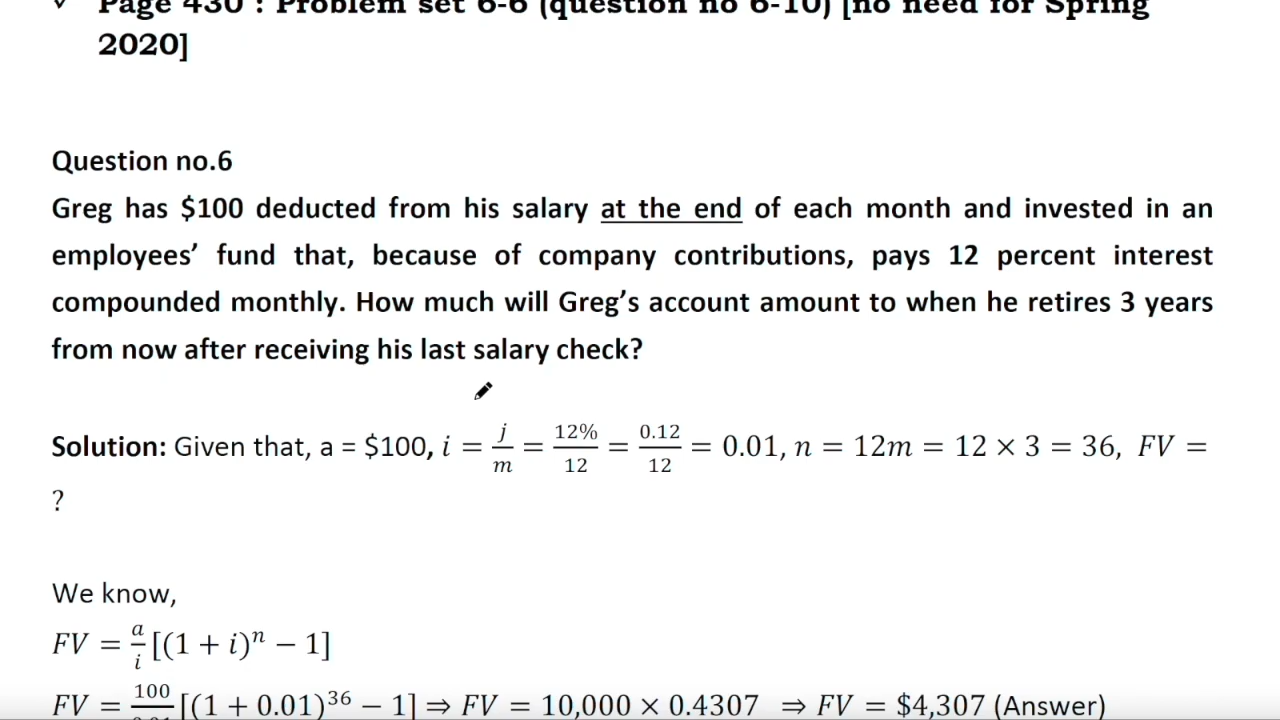 ✓ Page 430 : Problem set 6-6 (question no 6-10) [no need for Spring
2020]
Question no.6
Greg has $100 deducted from his salary at the end of each month and invested in an
employees’ fund that, because of company contributions, pays 12 percent interest
compounded monthly. How much will Greg’s account amount to when he retires 3 years
from now after receiving his last salary check?
Solution: Given that, a = $100, i = j/m = 12%/12 = 0.12/12 = 0.01, n = 12m = 12 × 3 = 36, FV =
?
We know,
FV = a/i [(1 + i)ⁿ − 1]
FV = 100/0.01 [(1 + 0.01)³⁶ − 1] ⇒ FV = 10,000 × 0.4307 ⇒ FV = $4,307 (Answer)